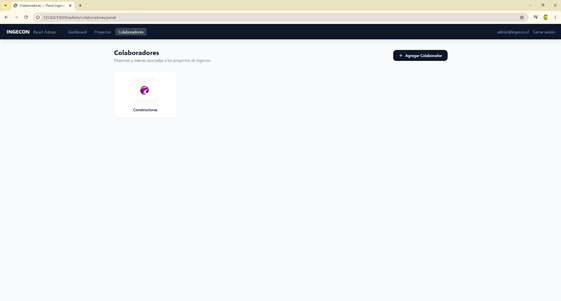 Colaboradores — Panel Ingec
127.0.0.1:8000/admin/colaboradores/panel
INGECON Panel Admin Dashboard Proyectos Colaboradores admin@ingecon.cl Cerrar sesión
Colaboradores
Empresas y marcas asociadas a los proyectos de Ingecon.
+ Agregar Colaborador
Constructoras